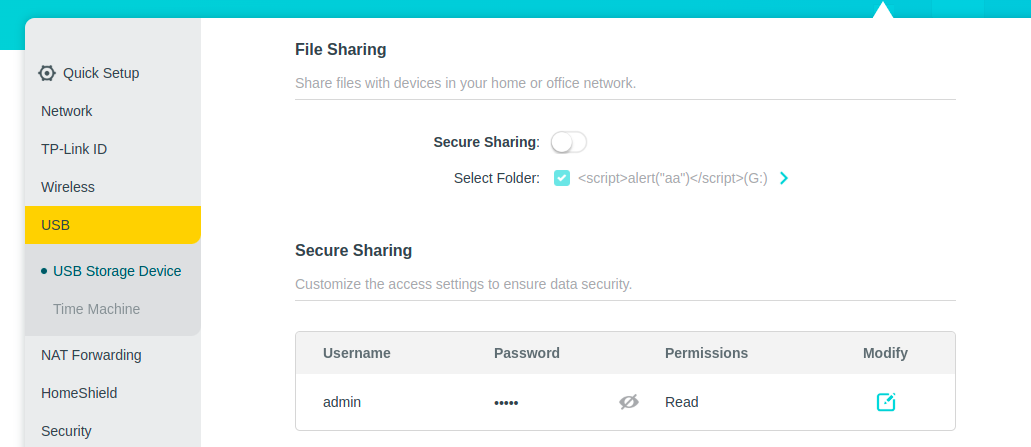 File Sharing
Quick Setup
Share files with devices in your home or office network.
Network
TP-Link ID
Secure Sharing:
Select Folder: <script>alert("aa")</script>(G:)
Wireless
USB
Secure Sharing
USB Storage Device
Customize the access settings to ensure data security.
Time Machine
NAT Forwarding
Username Password Permissions Modify
HomeShield
admin ••••• Read
Security